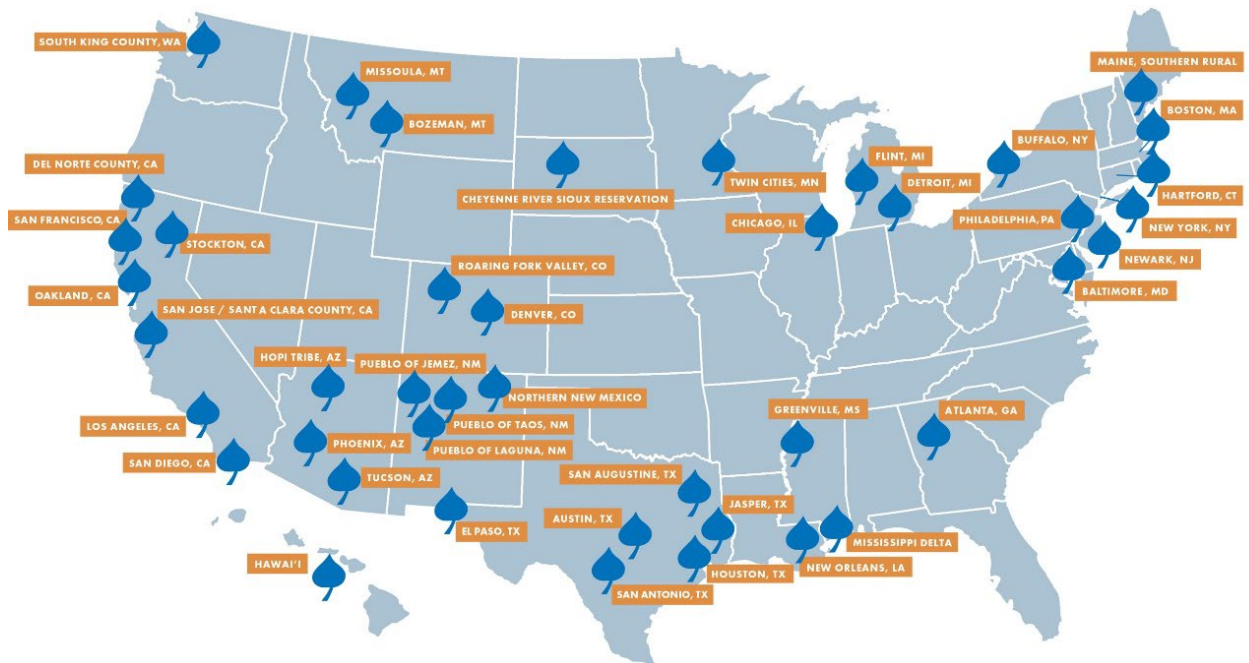 SOUTH KING COUNTY, WA
MISSOULA, MT
BOZEMAN, MT
MAINE, SOUTHERN RURAL
BOSTON, MA
BUFFALO, NY
FLINT, MI
DETROIT, MI
TWIN CITIES, MN
DEL NORTE COUNTY, CA
CHEYENNE RIVER SIOUX RESERVATION
HARTFORD, CT
SAN FRANCISCO, CA
STOCKTON, CA
CHICAGO, IL
PHILADELPHIA, PA
NEW YORK, NY
NEWARK, NJ
ROARING FORK VALLEY, CO
OAKLAND, CA
BALTIMORE, MD
SAN JOSE / SANTA CLARA COUNTY, CA
DENVER, CO
HOPI TRIBE, AZ
PUEBLO OF JEMEZ, NM
NORTHERN NEW MEXICO
GREENVILLE, MS
ATLANTA, GA
LOS ANGELES, CA
PUEBLO OF TAOS, NM
PHOENIX, AZ
PUEBLO OF LAGUNA, NM
SAN DIEGO, CA
TUCSON, AZ
SAN AUGUSTINE, TX
JASPER, TX
AUSTIN, TX
EL PASO, TX
MISSISSIPPI DELTA
HAWAI'I
NEW ORLEANS, LA
HOUSTON, TX
SAN ANTONIO, TX